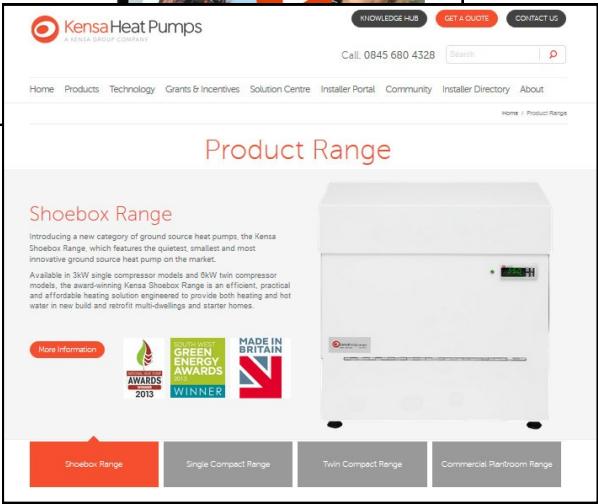 KensaHeat Pumps
A KENSA GROUP COMPANY
KNOWLEDGE HUB
GET A QUOTE
CONTACT US
Call. 0845 680 4328
Search
Home Products Technology Grants & Incentives Solution Centre Installer Portal Community Installer Directory About
Home / Product Range
Product Range
Shoebox Range
Introducing a new category of ground source heat pumps, the Kensa
Shoebox Range, which features the quietest, smallest and most
innovative ground source heat pump on the market.
Available in 3kW single compressor models and 6kW twin compressor
models, the award-winning Kensa Shoebox Range is an efficient, practical
and affordable heating solution engineered to provide both heating and hot
water in new build and retrofit multi-dwellings and starter homes.
More Information
NATIONAL HEAT PUMP
AWARDS
WINNER
2013
SOUTH WEST
GREEN
ENERGY
AWARDS
2013
WINNER
MADE IN
BRITAIN
Shoebox Range
Single Compact Range
Twin Compact Range
Commercial Plantroom Range